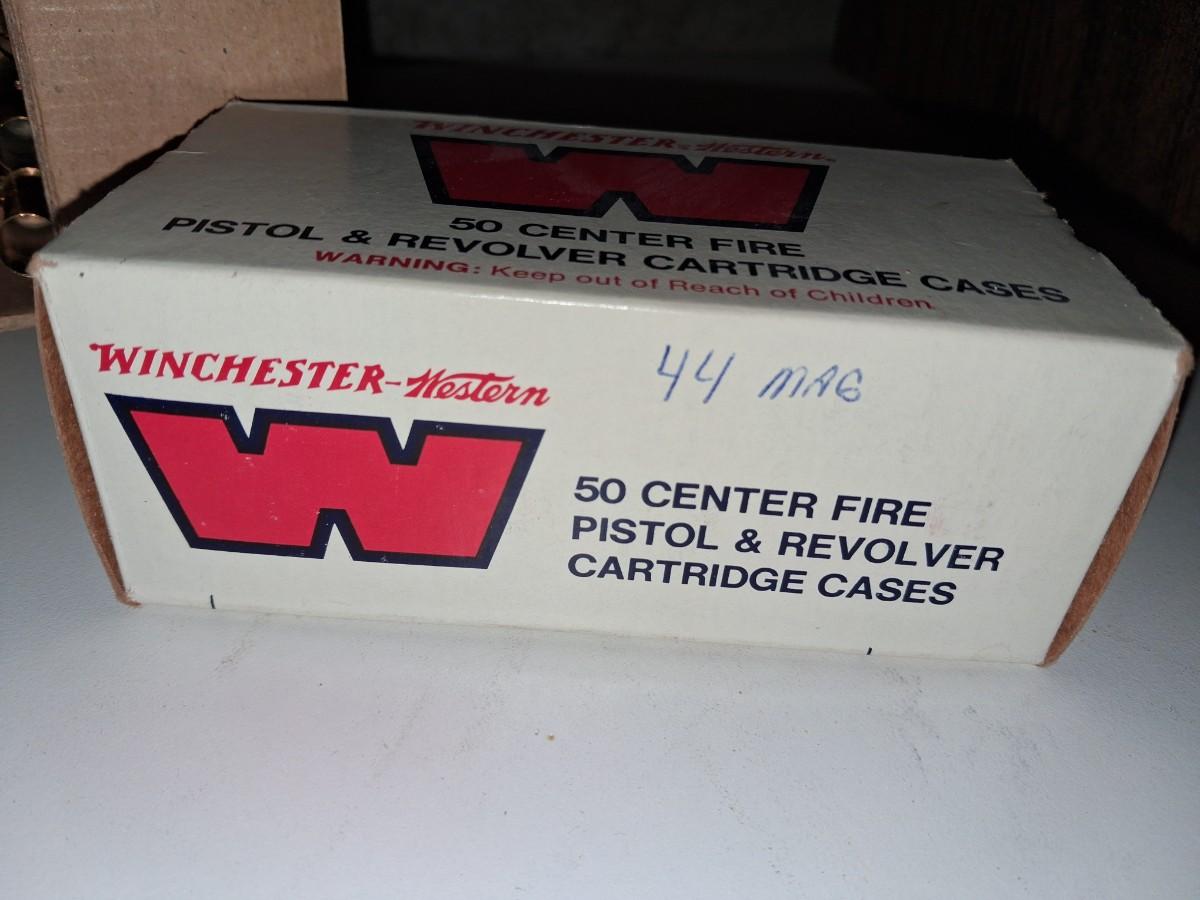 WINCHESTER-Western
W
50 CENTER FIRE
PISTOL & REVOLVER CARTRIDGE CASES
WARNING: Keep out of Reach of Children.
WINCHESTER-Western
W
44 MAG
50 CENTER FIRE
PISTOL & REVOLVER
CARTRIDGE CASES